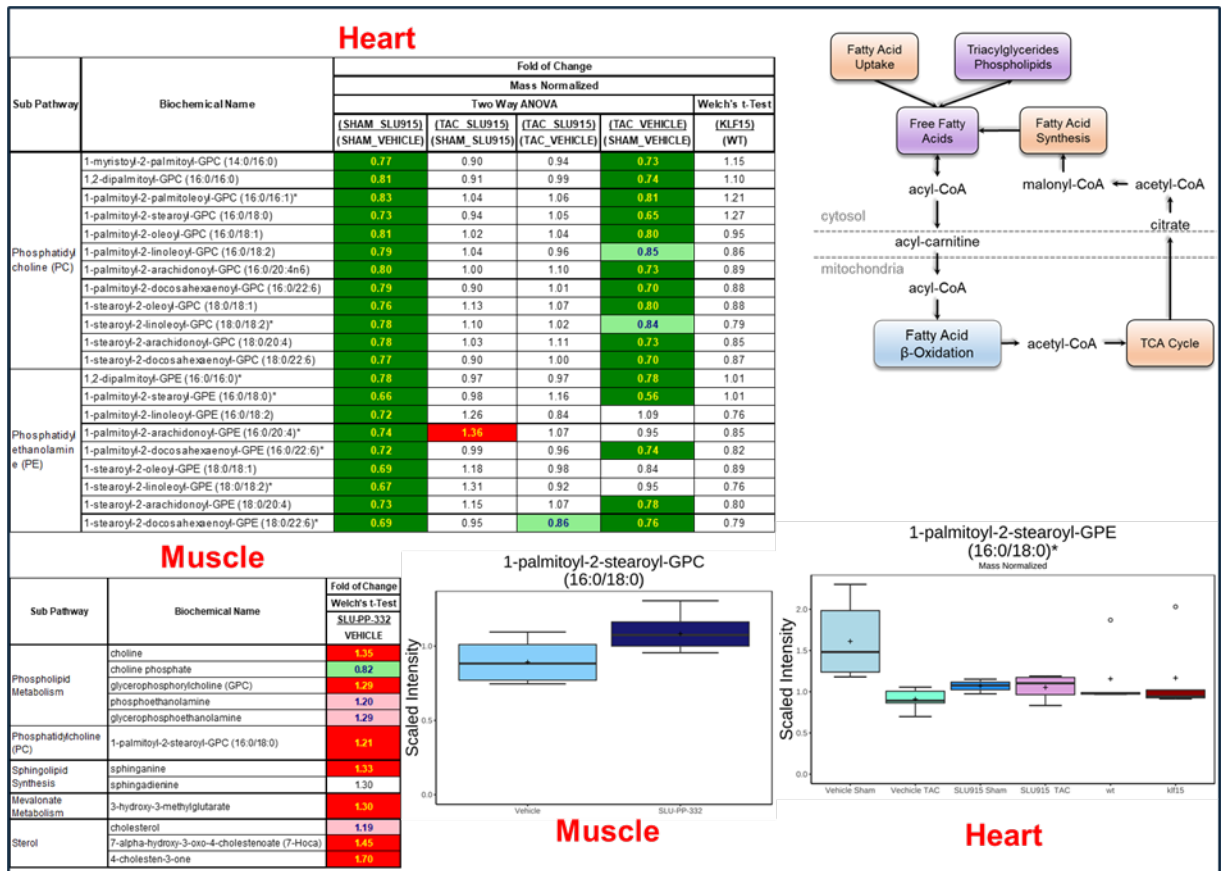 Heart
Sub Pathway
Biochemical Name
Fold of Change
Mass Normalized
Two Way ANOVA
Welch's t-Test
(SHAM_SLU915) (TAC_SLU915) (TAC_SLU915) (TAC_VEHICLE) (KLF15)
(SHAM_VEHICLE) (SHAM_SLU915) (TAC_VEHICLE) (SHAM_VEHICLE) (WT)
Phosphatidyl
choline (PC)
1-myristoyl-2-palmitoyl-GPC (14:0/16:0) 0.77 0.90 0.94 0.73 1.15
1,2-dipalmitoyl-GPC (16:0/16:0) 0.81 0.91 0.99 0.74 1.10
1-palmitoyl-2-palmitoleoyl-GPC (16:0/16:1)* 0.83 1.04 1.06 0.81 1.21
1-palmitoyl-2-stearoyl-GPC (16:0/18:0) 0.73 0.94 1.05 0.65 1.27
1-palmitoyl-2-oleoyl-GPC (16:0/18:1) 0.81 1.02 1.04 0.80 0.95
1-palmitoyl-2-linoleoyl-GPC (16:0/18:2) 0.79 1.04 0.96 0.85 0.86
1-palmitoyl-2-arachidonoyl-GPC (16:0/20:4n6) 0.80 1.00 1.10 0.73 0.89
1-palmitoyl-2-docosahexaenoyl-GPC (16:0/22:6) 0.79 0.90 1.01 0.70 0.88
1-stearoyl-2-oleoyl-GPC (18:0/18:1) 0.76 1.13 1.07 0.80 0.88
1-stearoyl-2-linoleoyl-GPC (18:0/18:2)* 0.78 1.10 1.02 0.84 0.79
1-stearoyl-2-arachidonoyl-GPC (18:0/20:4) 0.78 1.03 1.11 0.73 0.85
1-stearoyl-2-docosahexaenoyl-GPC (18:0/22:6) 0.77 0.90 1.00 0.70 0.87
Phosphatidyl
ethanolamin
e (PE)
1,2-dipalmitoyl-GPE (16:0/16:0)* 0.78 0.97 0.97 0.78 1.01
1-palmitoyl-2-stearoyl-GPE (16:0/18:0)* 0.66 0.98 1.16 0.56 1.01
1-palmitoyl-2-linoleoyl-GPE (16:0/18:2) 0.72 1.26 0.84 1.09 0.76
1-palmitoyl-2-arachidonoyl-GPE (16:0/20:4)* 0.74 1.36 1.07 0.95 0.85
1-palmitoyl-2-docosahexaenoyl-GPE (16:0/22:6)* 0.72 0.99 0.96 0.74 0.82
1-stearoyl-2-oleoyl-GPE (18:0/18:1) 0.69 1.18 0.98 0.84 0.89
1-stearoyl-2-linoleoyl-GPE (18:0/18:2)* 0.67 1.31 0.92 0.95 0.76
1-stearoyl-2-arachidonoyl-GPE (18:0/20:4) 0.73 1.15 1.07 0.78 0.80
1-stearoyl-2-docosahexaenoyl-GPE (18:0/22:6)* 0.69 0.95 0.86 0.76 0.79
Fatty Acid
Uptake
Triacylglycerides
Phospholipids
Free Fatty
Acids
Fatty Acid
Synthesis
acyl-CoA
malonyl-CoA
acetyl-CoA
cytosol
citrate
acyl-carnitine
mitochondria
acyl-CoA
Fatty Acid
β-Oxidation
acetyl-CoA
TCA Cycle
Muscle
Sub Pathway
Biochemical Name
Fold of Change
Welch's t-Test
SLU-PP-332
VEHICLE
Phospholipid
Metabolism
choline 1.35
choline phosphate 0.82
glycerophosphorylcholine (GPC) 1.29
phosphoethanolamine 1.20
glycerophosphoethanolamine 1.29
Phosphatidylcholine
(PC)
1-palmitoyl-2-stearoyl-GPC (16:0/18:0) 1.21
Sphingolipid
Synthesis
sphinganine 1.33
sphingadienine 1.30
Mevalonate
Metabolism
3-hydroxy-3-methylglutarate 1.30
Sterol
cholesterol 1.19
7-alpha-hydroxy-3-oxo-4-cholestenoate (7-Hoca) 1.45
4-cholesten-3-one 1.70
1-palmitoyl-2-stearoyl-GPC
(16:0/18:0)
Scaled Intensity
1.0
0.5
0.0
Vehicle
SLU-PP-332
Muscle
1-palmitoyl-2-stearoyl-GPE
(16:0/18:0)*
Mass Normalized
Scaled Intensity
2.0
1.5
1.0
0.5
0.0
Vehicle Sham
Vechicle TAC
SLU915 Sham
SLU915 TAC
wt
klf15
Heart